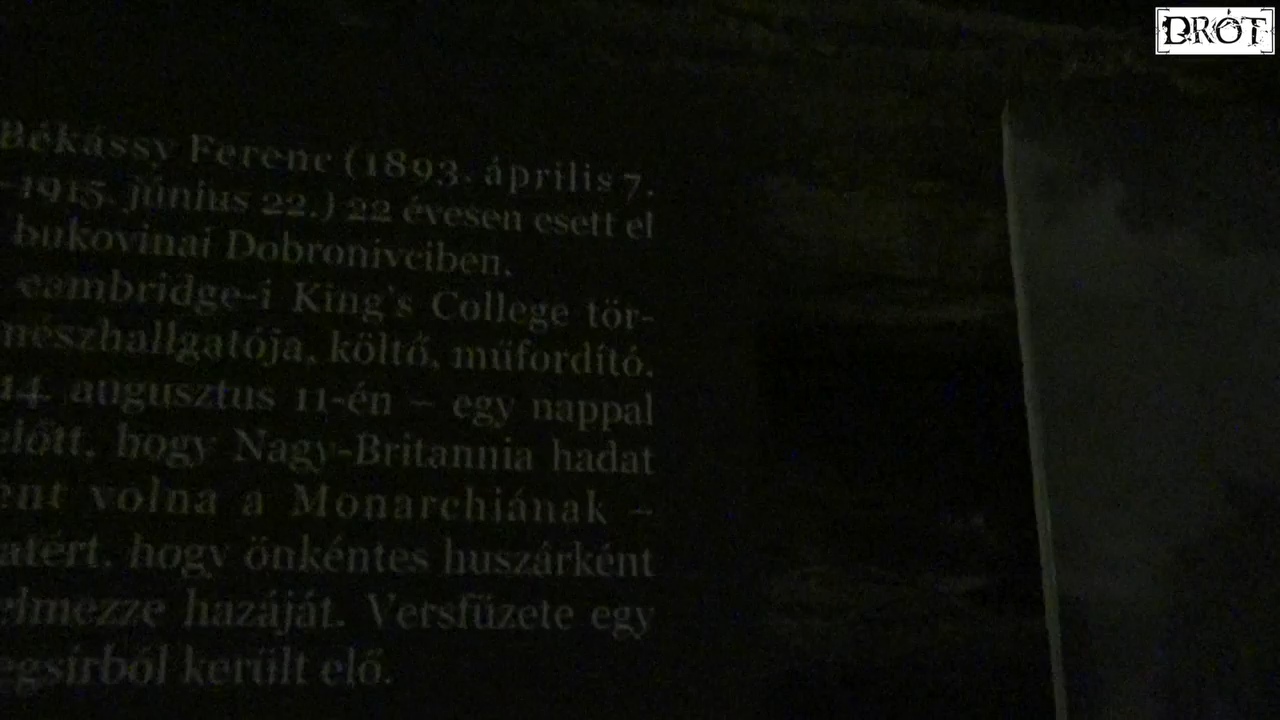 DRÓT
Békássy Ferenc (1893. április 7.
-1915. június 22.) 22 évesen esett el
bukovinai Dobronivciben.
cambridge-i King's College tör-
nészhallgatója, költő, műfordító.
14. augusztus 11-én – egy nappal
előtt, hogy Nagy-Britannia hadat
ent volna a Monarchiának –
atért, hogy önkéntes huszárként
elmezze hazáját. Versfüzete egy
egsírból került elő.